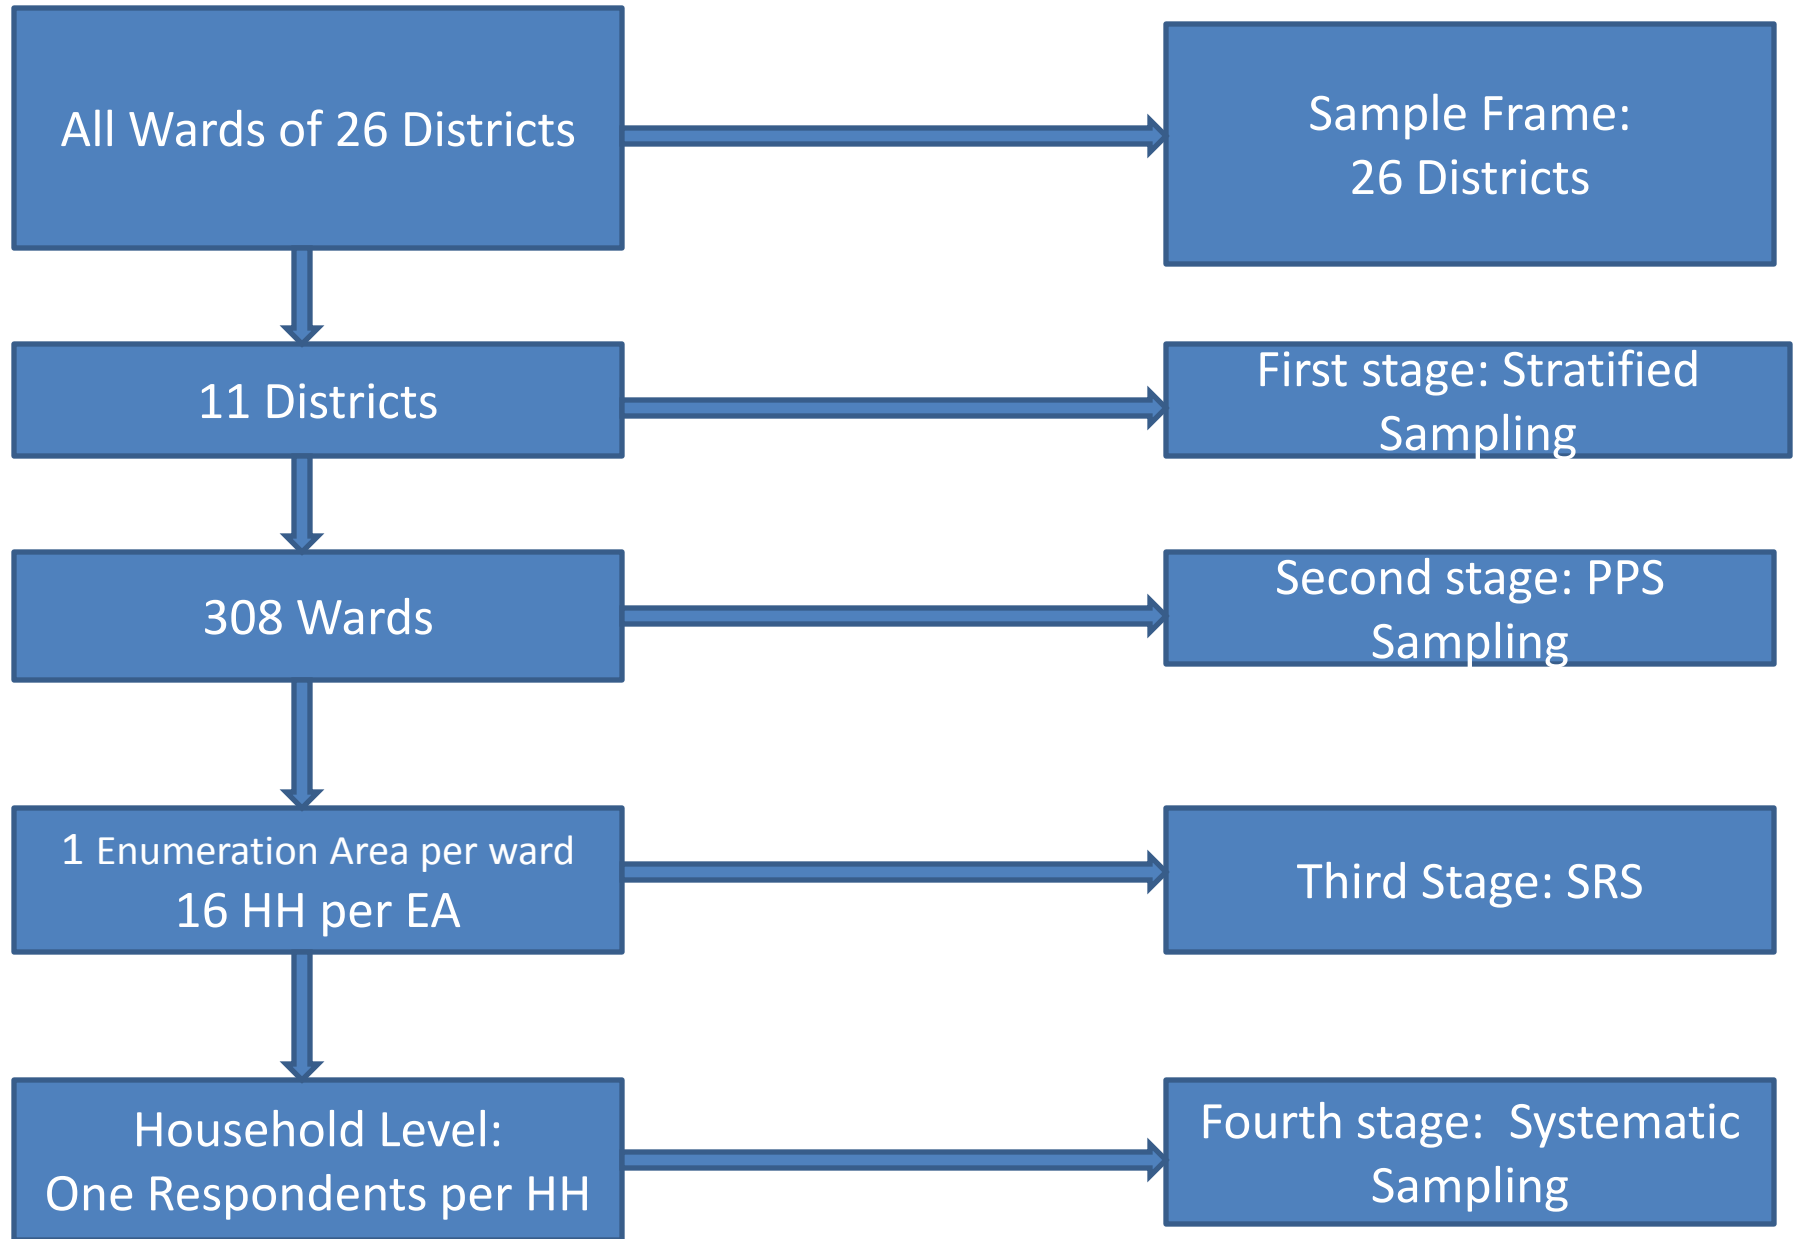 All Wards of 26 Districts
Sample Frame:
26 Districts
11 Districts
First stage: Stratified
Sampling
308 Wards
Second stage: PPS
Sampling
1 Enumeration Area per ward
16 HH per EA
Third Stage: SRS
Household Level:
One Respondents per HH
Fourth stage:  Systematic
Sampling